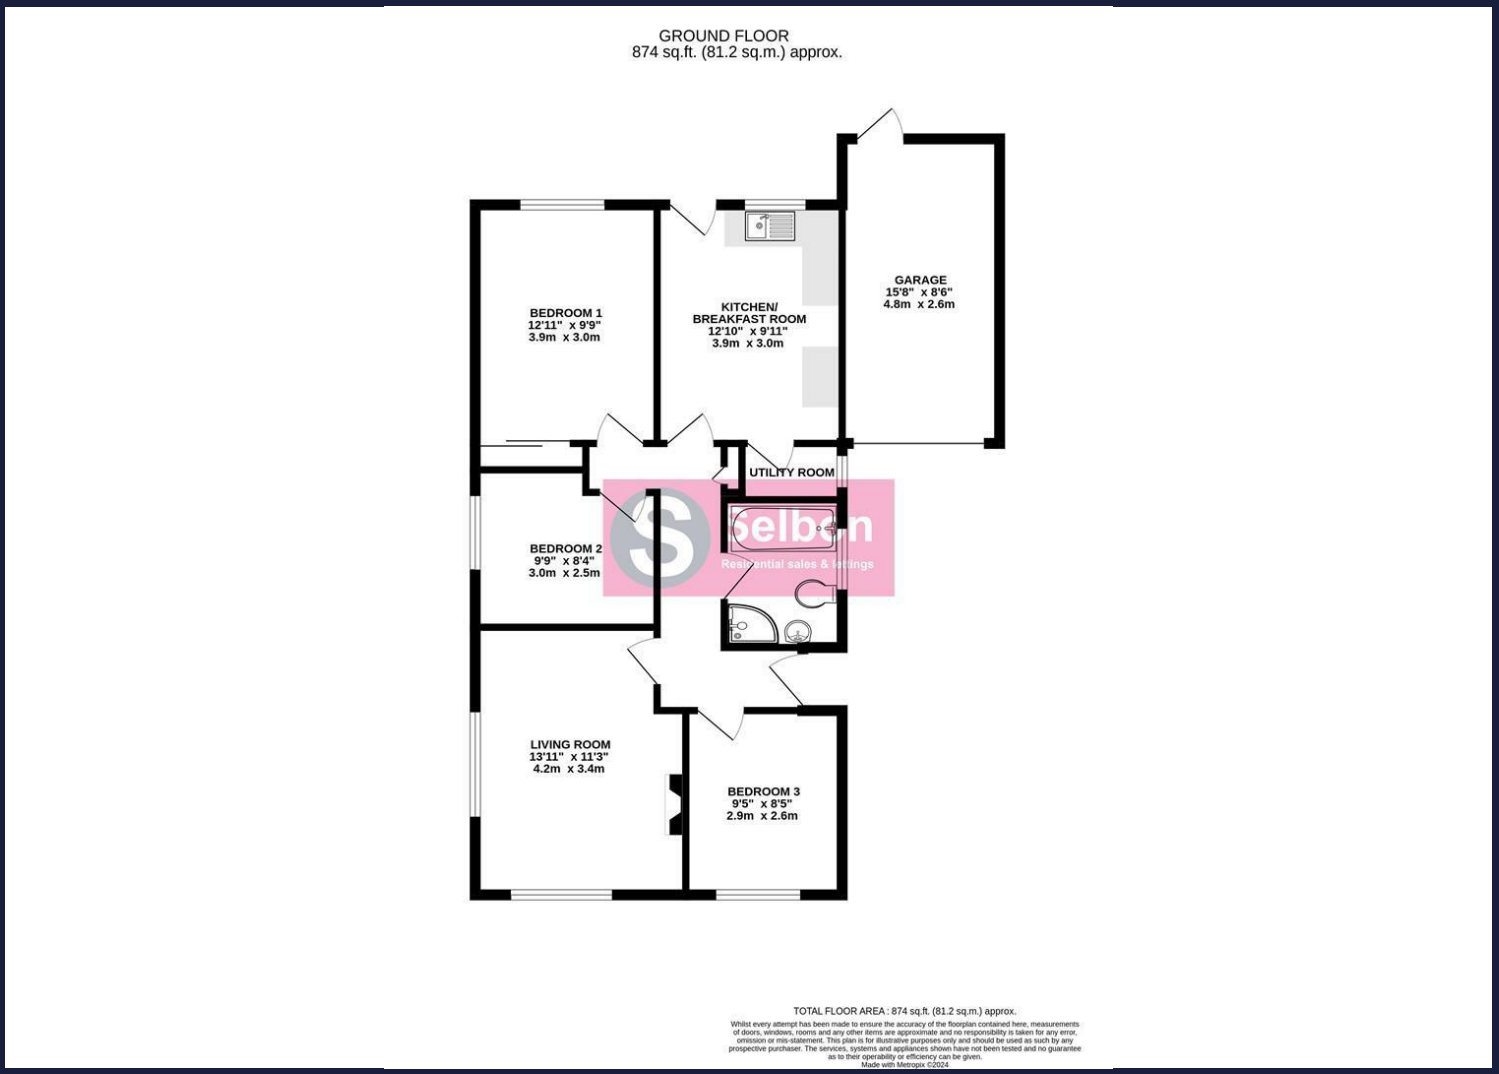 GROUND FLOOR
874 sq.ft. (81.2 sq.m.) approx.
GARAGE
15'8" x 8'6"
4.8m x 2.6m
BEDROOM 1
12'11" x 9'9"
3.9m x 3.0m
KITCHEN/
BREAKFAST ROOM
12'10" x 9'11"
3.9m x 3.0m
UTILITY ROOM
S
Selbon
Residential sales & lettings
BEDROOM 2
9'9" x 8'4"
3.0m x 2.5m
LIVING ROOM
13'11" x 11'3"
4.2m x 3.4m
BEDROOM 3
9'5" x 8'5"
2.9m x 2.6m
TOTAL FLOOR AREA : 874 sq.ft. (81.2 sq.m.) approx.
Whilst every attempt has been made to ensure the accuracy of the floorplan contained here, measurements
of doors, windows, rooms and any other items are approximate and no responsibility is taken for any error,
omission or mis-statement. This plan is for illustrative purposes only and should be used as such by any
prospective purchaser. The services, systems and appliances shown have not been tested and no guarantee
as to their operability or efficiency can be given.
Made with Metropix ©2024